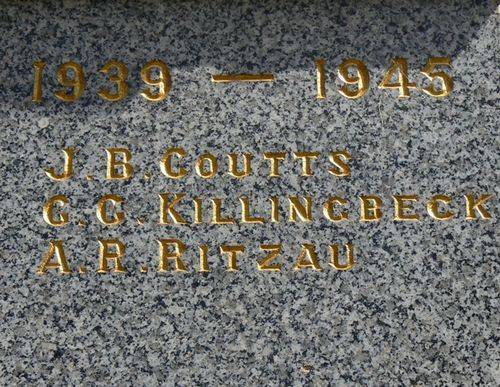 1939 — 1945
J. B. COUTTS
G. G. KILLINGBECK
A. R. RITZAU